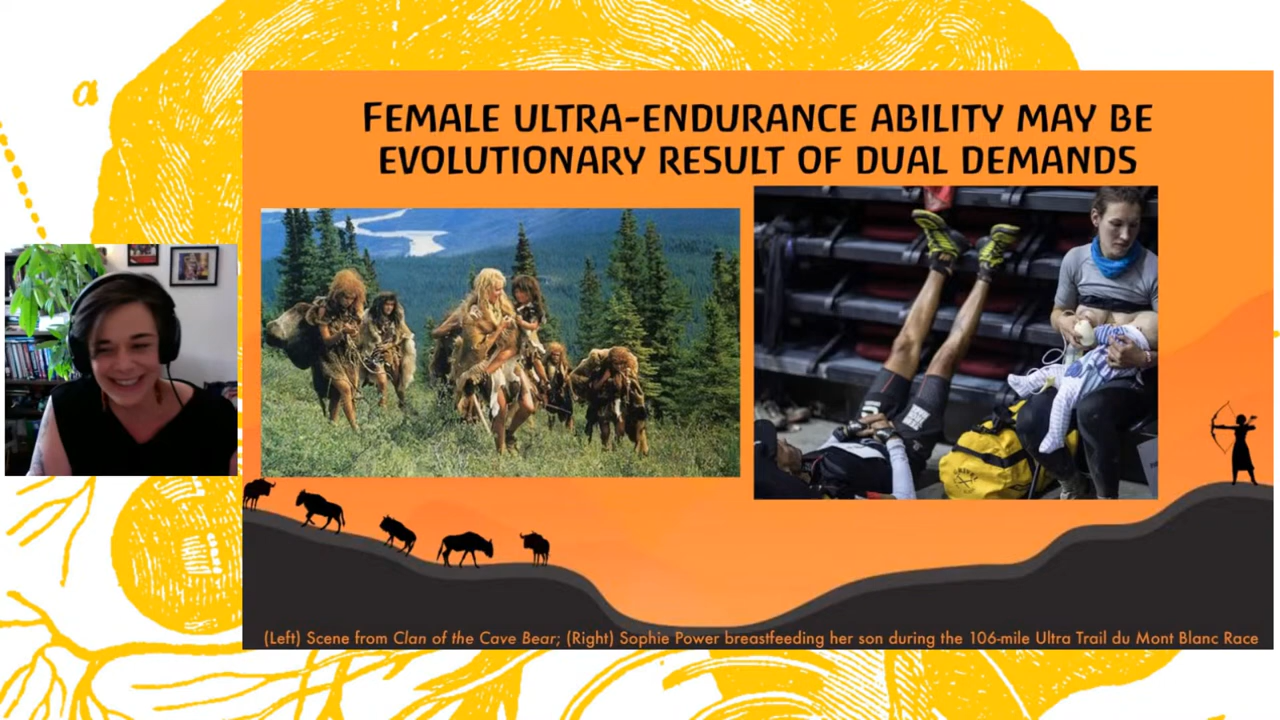 a
FEMALE ULTRA-ENDURANCE ABILITY MAY BE
EVOLUTIONARY RESULT OF DUAL DEMANDS
(Left) Scene from Clan of the Cave Bear; (Right) Sophie Power breastfeeding her son during the 106-mile Ultra Trail du Mont Blanc Race